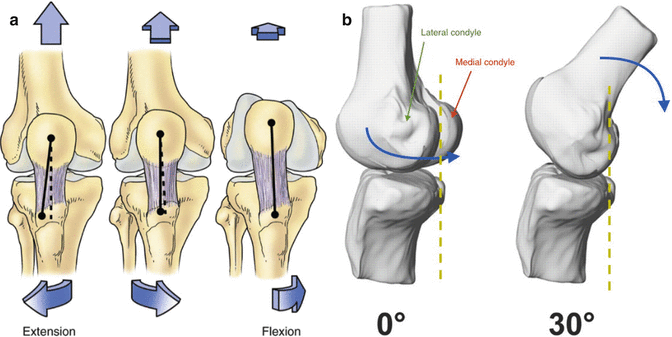 a
Extension
Flexion
b
Lateral condyle
Medial condyle
0°
30°